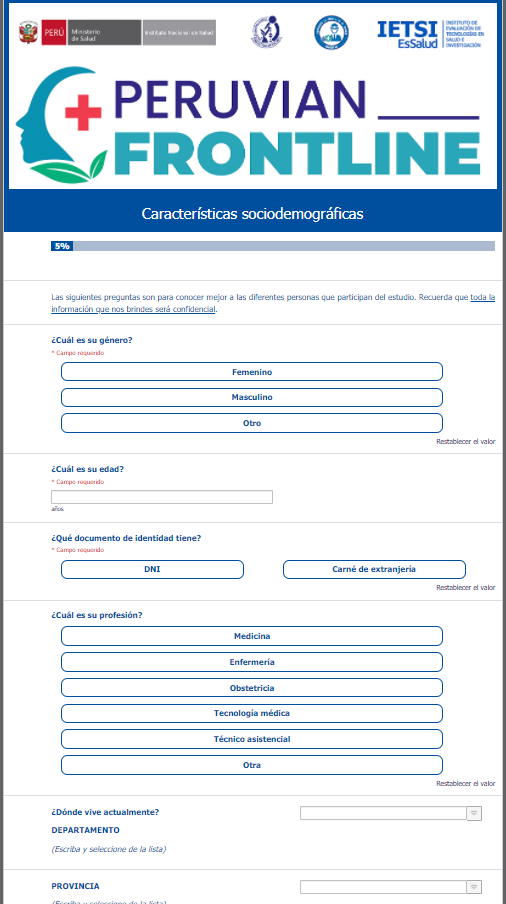 PERÚ
Ministerio
de Salud
Instituto Nacional de Salud
IETSI
EsSalud
INSTITUTO DE
EVALUACIÓN DE
TECNOLOGÍAS EN
SALUD E
INVESTIGACIÓN
PERUVIAN
FRONTLINE
Características sociodemográficas
5%
Las siguientes preguntas son para conocer mejor a las diferentes personas que participan del estudio. Recuerda que toda la
información que nos brindes será confidencial.
¿Cuál es su género?
* Campo requerido
Femenino
Masculino
Otro
Restablecer el valor
¿Cuál es su edad?
* Campo requerido
años
¿Qué documento de identidad tiene?
* Campo requerido
DNI
Carné de extranjería
Restablecer el valor
¿Cuál es su profesión?
Medicina
Enfermería
Obstetricia
Tecnología médica
Técnico asistencial
Otra
Restablecer el valor
¿Dónde vive actualmente?
DEPARTAMENTO
(Escriba y seleccione de la lista)
PROVINCIA
(Escriba y seleccione de la lista)